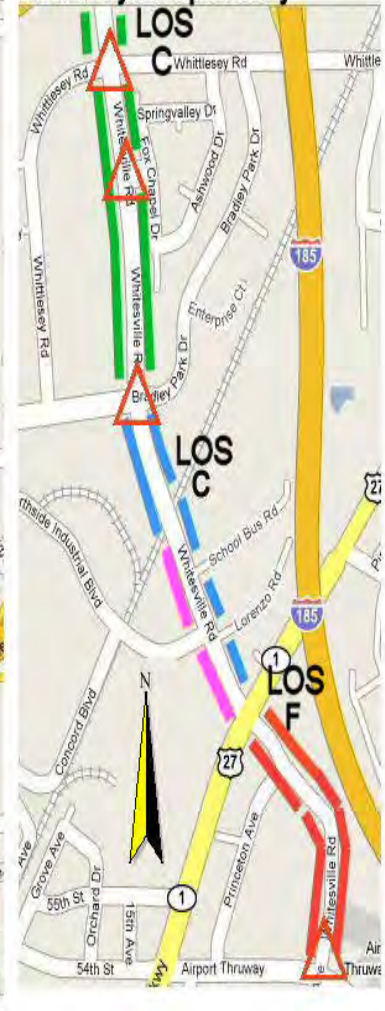 LOS
C
Whittlesey Rd
Whittle
Whittlesey Rd
Springvalley Dr
Fox Chapel Dr
Ashwood Dr
Bradley Park Dr
185
Whittlesey Rd
Whitesville R
Enterprise Ct
Bradley Park Dr
LOS
C
27
rthside Industrial Blvd
School Bus Rd
Whitesville Rd
Lorenzo Rd
185
1
LOS
F
N
27
Concord Blvd
Princeton Ave
Whitesville Rd
Grove Ave
Ave
55th St
Orchard Dr
15th Ave
1
54th St
kwy
Airport Thruway
Air
Thruwa